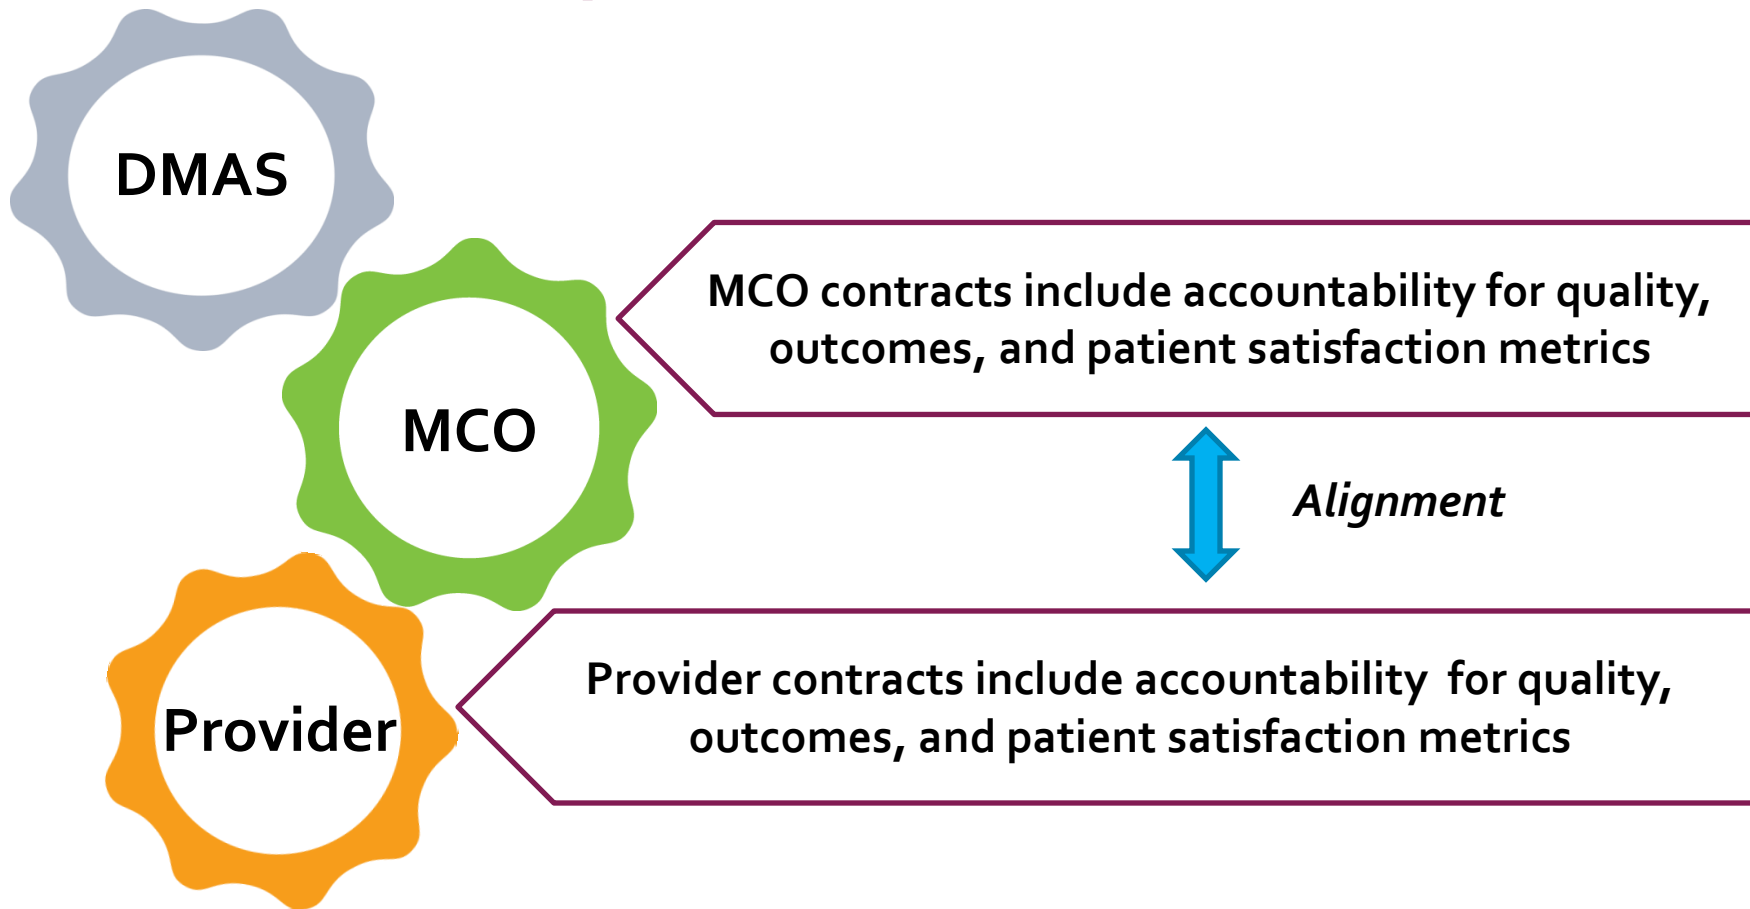 DMAS
MCO contracts include accountability for quality,
outcomes, and patient satisfaction metrics
MCO
Alignment
Provider contracts include accountability  for quality,
outcomes, and patient satisfaction metrics
Provider